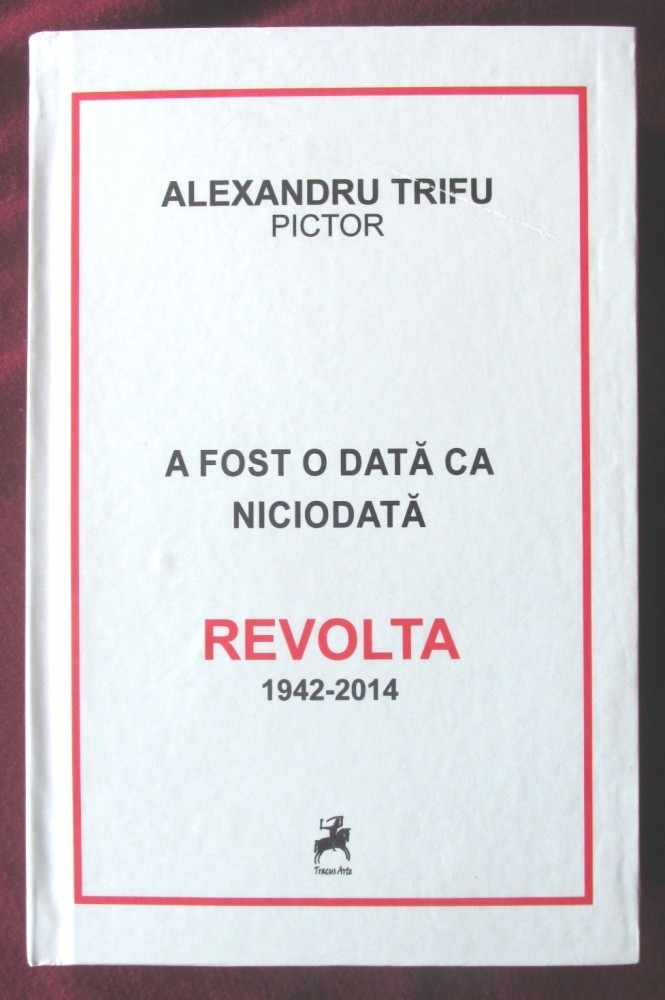 ALEXANDRU TRIFU
PICTOR
A FOST O DATĂ CA
NICIODATĂ
REVOLTA
1942-2014
Tracus Arte